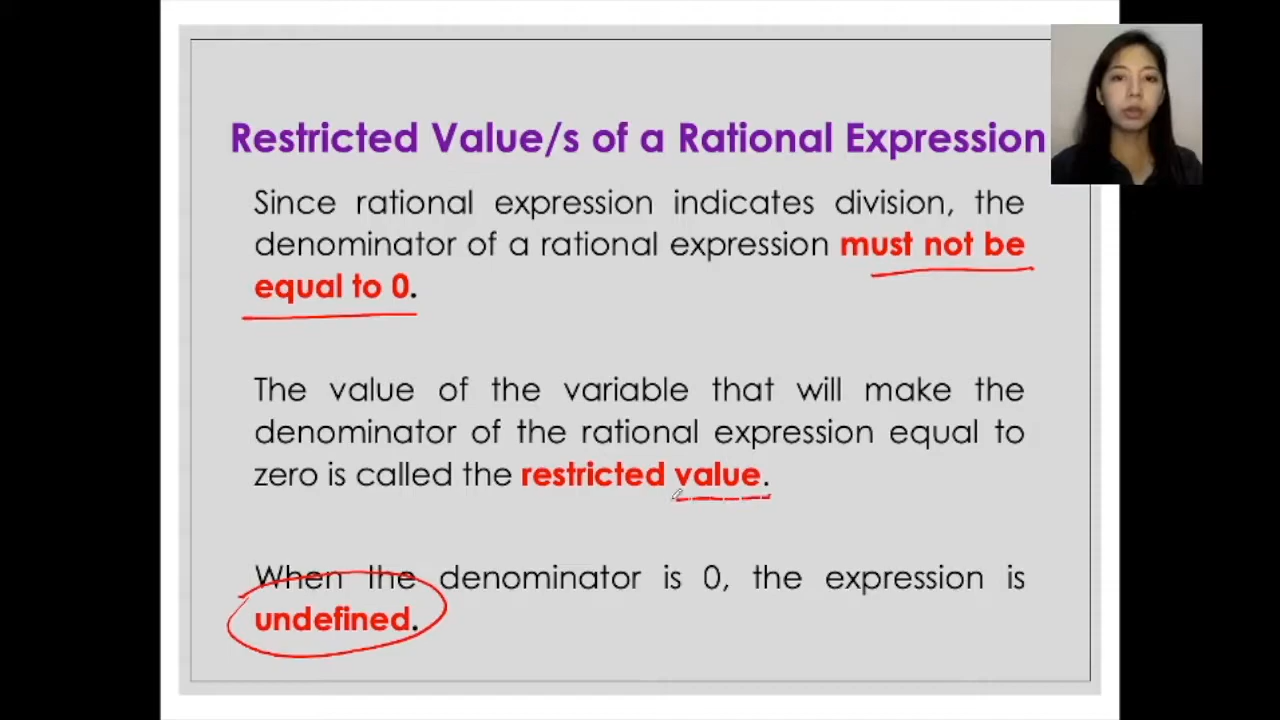 Restricted Value/s of a Rational Expression
Since rational expression indicates division, the
denominator of a rational expression must not be
equal to 0.
The value of the variable that will make the
denominator of the rational expression equal to
zero is called the restricted value.
When the denominator is 0, the expression is
undefined.